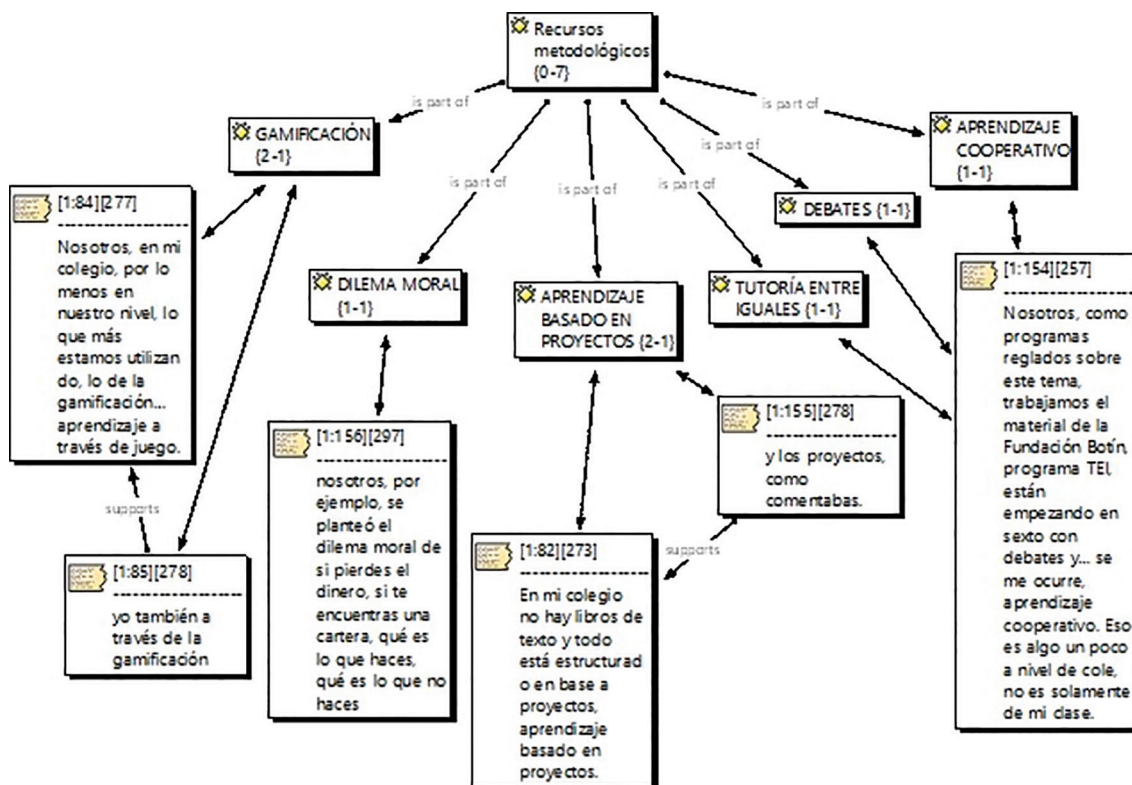 Recursos
metodológicos
{0-7}
is part of
is part of
is part of
is part of
is part of
is part of
GAMIFICACIÓN
{2-1}
APRENDIZAJE
COOPERATIVO
{1-1}
DEBATES {1-1}
DILEMA MORAL
{1-1}
APRENDIZAJE
BASADO EN
PROYECTOS {2-1}
TUTORÍA ENTRE
IGUALES {1-1}
[1:84][277]
Nosotros, en mi
colegio, por lo
menos en
nuestro nivel, lo
que más
estamos utilizan
do, lo de la
gamificación...
aprendizaje a
través de juego.
supports
[1:85][278]
yo también a
través de la
gamificación
[1:156][297]
nosotros, por
ejemplo, se
planteó el
dilema moral de
si pierdes el
dinero, si te
encuentras una
cartera, qué es
lo que haces,
qué es lo que no
haces
[1:155][278]
y los proyectos,
como
comentabas.
supports
[1:82][273]
En mi colegio
no hay libros de
texto y todo
está estructurad
o en base a
proyectos,
aprendizaje
basado en
proyectos.
[1:154][257]
Nosotros, como
programas
reglados sobre
este tema,
trabajamos el
material de la
Fundación Botín,
programa TEI,
están
empezando en
sexto con
debates y... se
me ocurre,
aprendizaje
cooperativo. Eso
es algo un poco
a nivel de cole,
no es solamente
de mi clase.